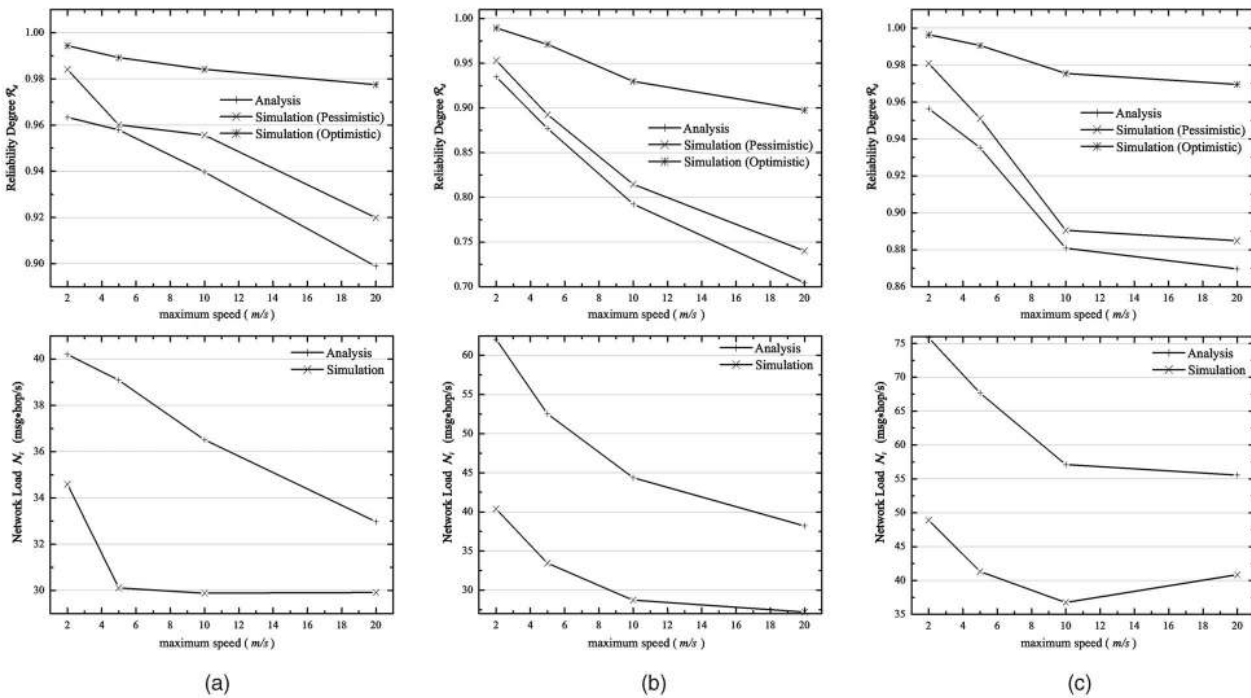 1.00
0.98
0.96
0.94
0.92
0.90
Reliability Degree R_d
Analysis
Simulation (Pessimistic)
Simulation (Optimistic)
2 4 6 8 10 12 14 16 18 20
maximum speed ( m/s )
1.00
0.95
0.90
0.85
0.80
0.75
0.70
Reliability Degree R_d
Analysis
Simulation (Pessimistic)
Simulation (Optimistic)
2 4 6 8 10 12 14 16 18 20
maximum speed ( m/s )
1.00
0.98
0.96
0.94
0.92
0.90
0.88
0.86
Reliability Degree R_d
Analysis
Simulation (Pessimistic)
Simulation (Optimistic)
2 4 6 8 10 12 14 16 18 20
maximum speed ( m/s )
40
38
36
34
33
31
30
Network Load N_t (msg•hop/s)
Analysis
Simulation
2 4 6 8 10 12 14 16 18 20
maximum speed ( m/s )
60
55
50
45
40
35
30
Network Load N_t (msg•hop/s)
Analysis
Simulation
2 4 6 8 10 12 14 16 18 20
maximum speed ( m/s )
75
70
65
60
55
50
45
40
35
Network Load N_t (msg•hop/s)
Analysis
Simulation
2 4 6 8 10 12 14 16 18 20
maximum speed ( m/s )
(a)
(b)
(c)